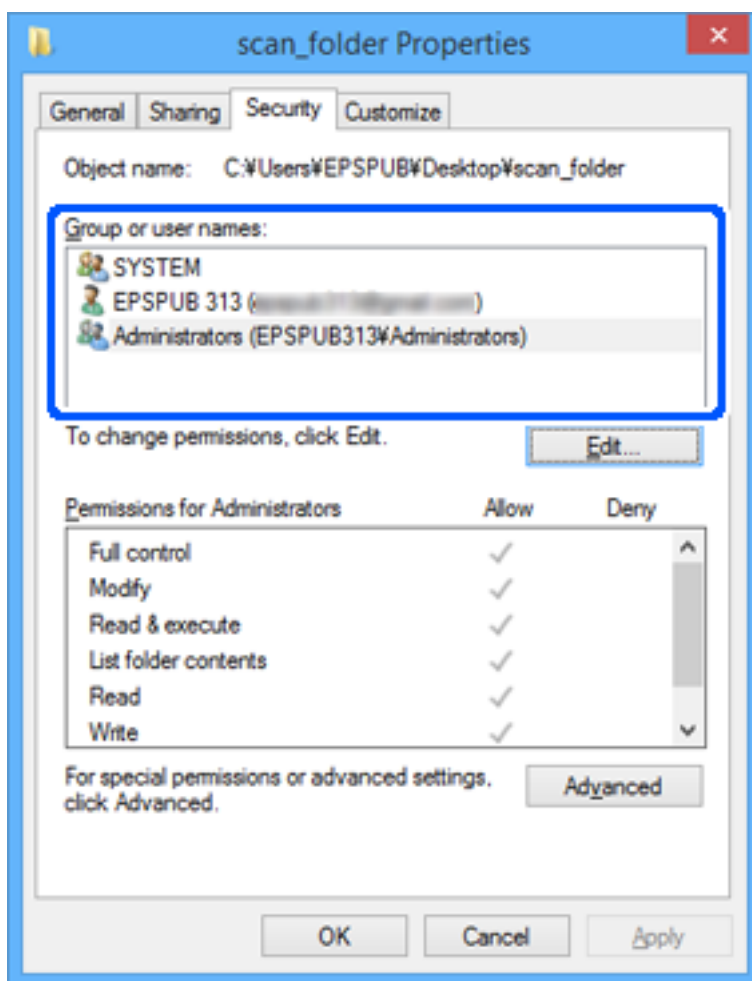 scan_folder Properties
General Sharing Security Customize
Object name: C:¥Users¥EPSPUB¥Desktop¥scan_folder
Group or user names:
SYSTEM
EPSPUB 313 ( )
Administrators (EPSPUB313¥Administrators)
To change permissions, click Edit.
Edit...
Permissions for Administrators Allow Deny
Full control
Modify
Read & execute
List folder contents
Read
Write
For special permissions or advanced settings,
click Advanced.
Advanced
OK Cancel Apply